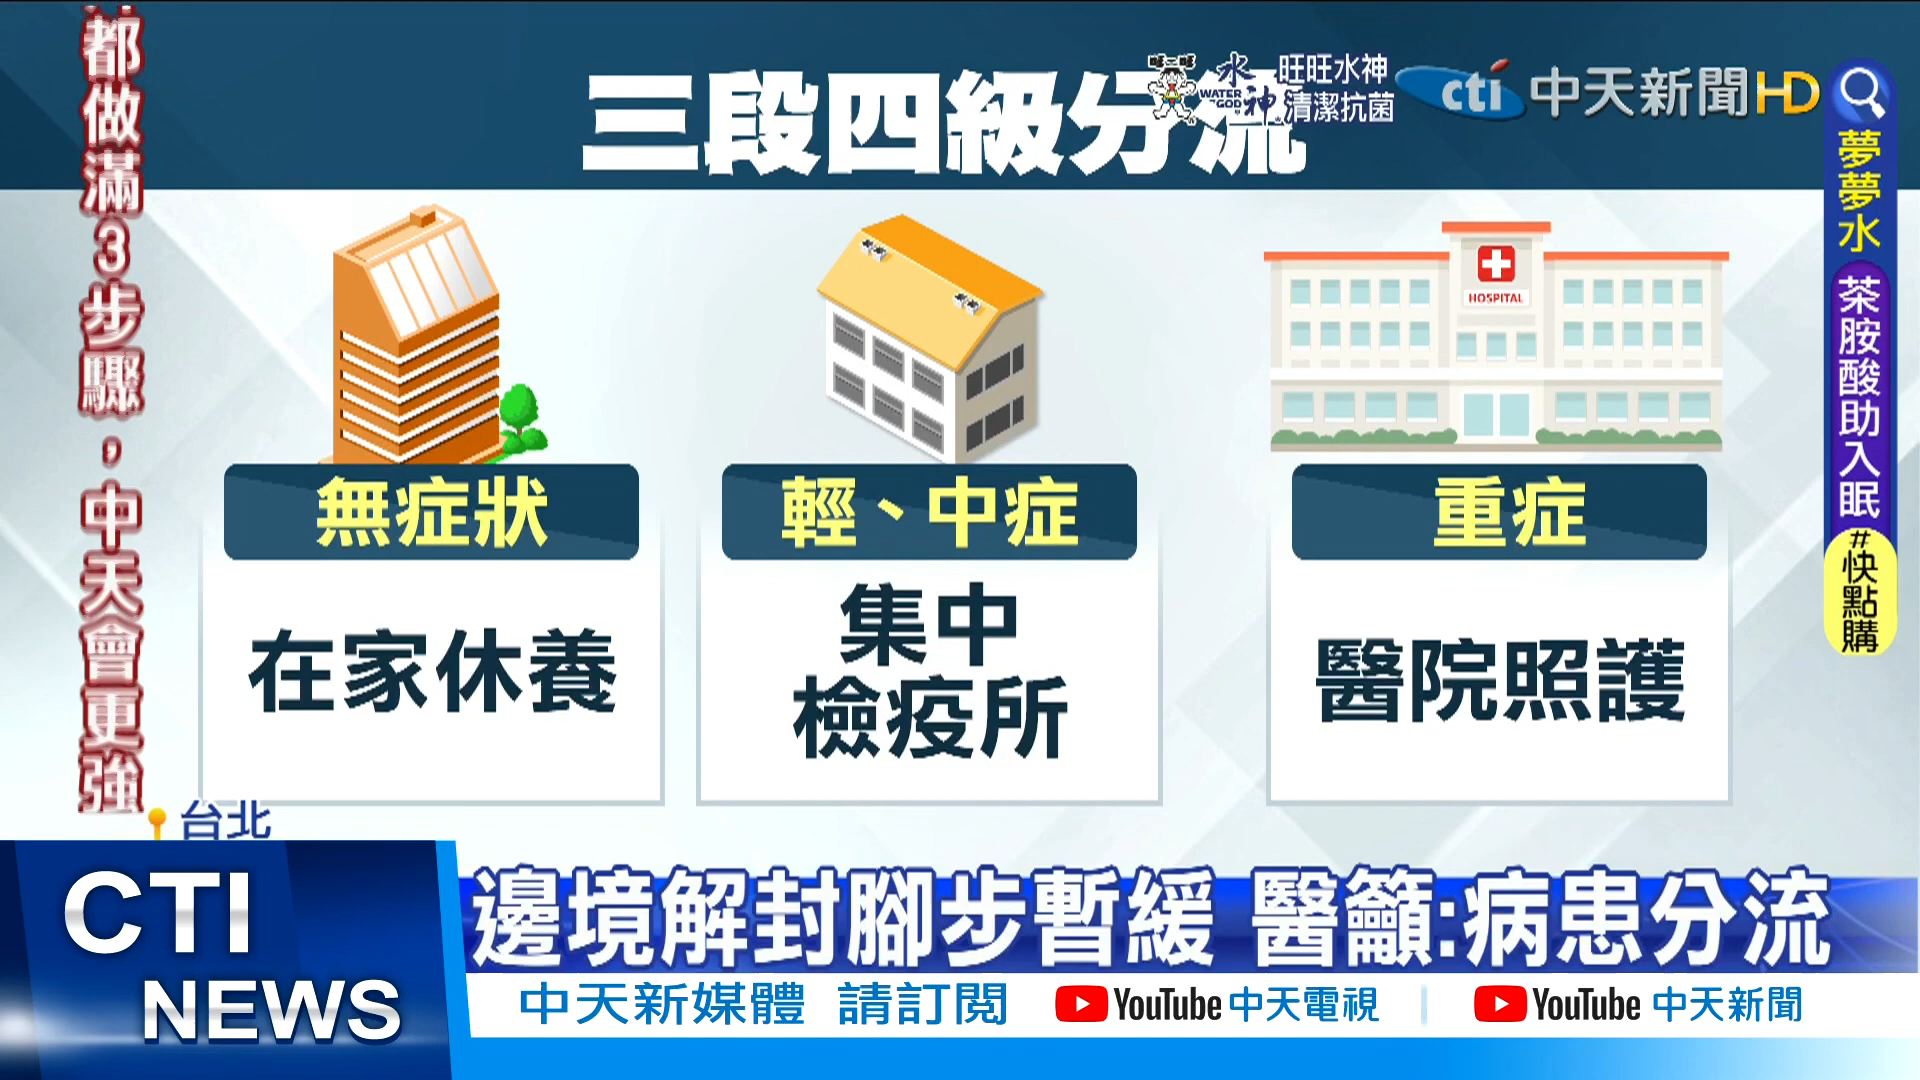 都做滿3步驟，中天會更強
三段四級分流
旺旺水神
水神
WATER
GOD
清潔抗菌
cti 中天新聞HD
夢夢水
茶胺酸助入眠
#快點購
HOSPITAL
無症狀
在家休養
輕、中症
集中
檢疫所
重症
醫院照護
台北
CTI
NEWS
邊境解封腳步暫緩 醫籲:病患分流
中天新媒體 請訂閱 YouTube 中天電視 | YouTube 中天新聞